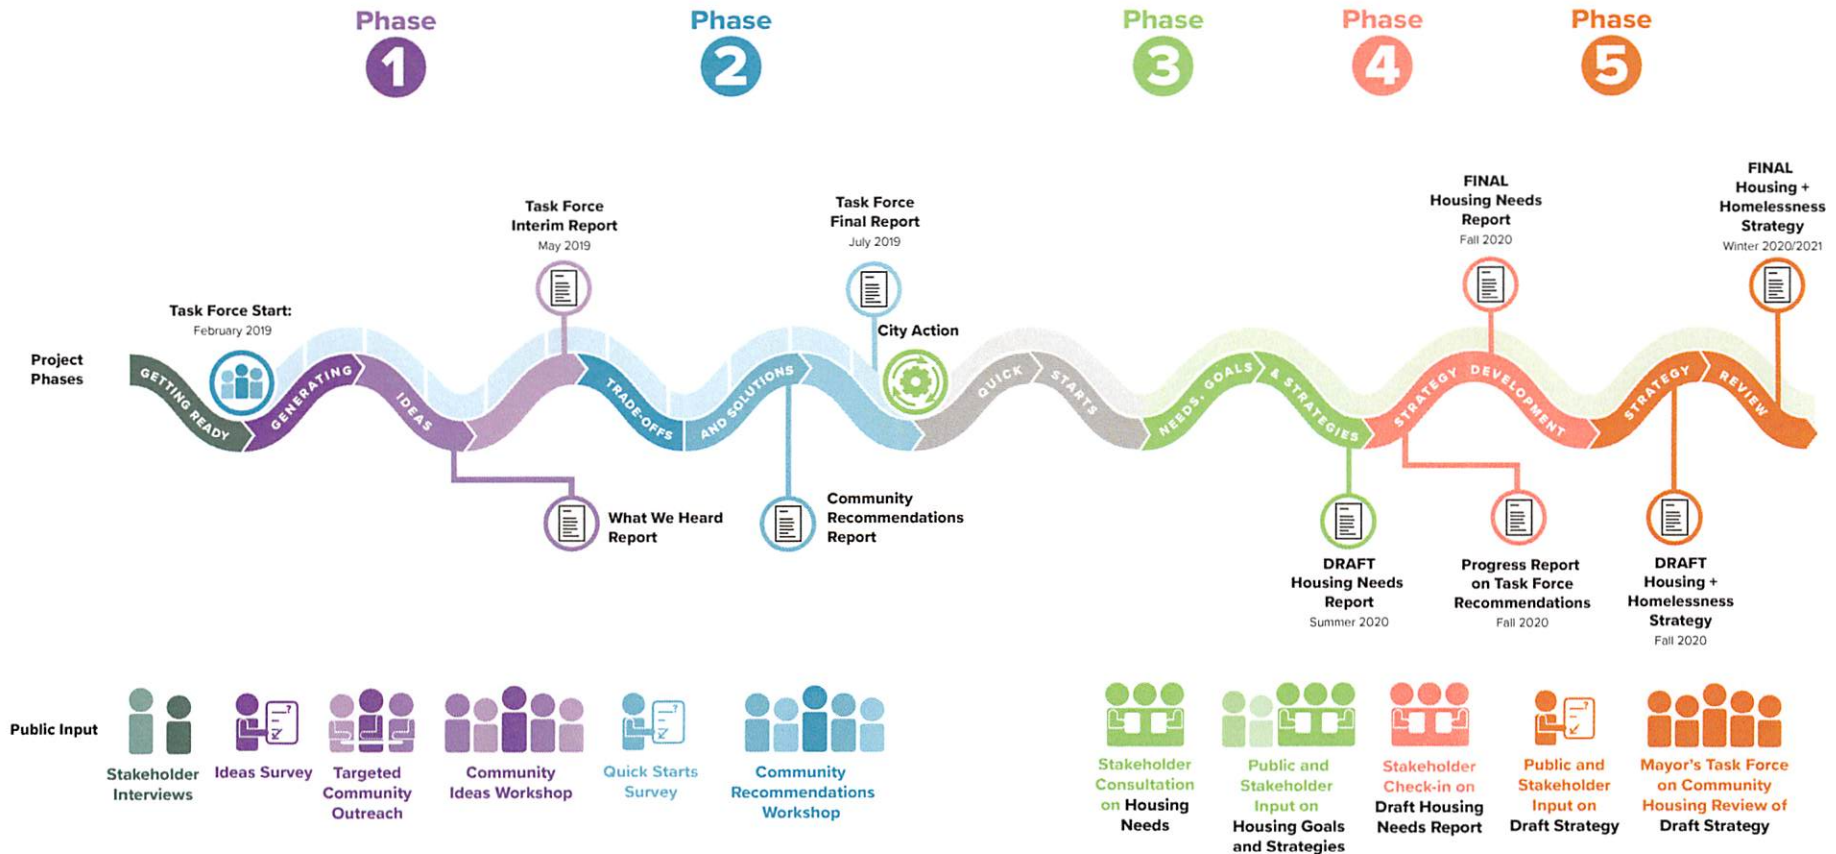 Phase
1
Phase
2
Phase
3
Phase
4
Phase
5
Task Force Start:
February 2019
Task Force
Interim Report
May 2019
Task Force
Final Report
July 2019
City Action
FINAL
Housing Needs
Report
Fall 2020
FINAL
Housing +
Homelessness
Strategy
Winter 2020/2021
Project
Phases
GETTING READY
GENERATING
IDEAS
TRADE-OFFS
AND SOLUTIONS
QUICK
STARTS
NEEDS, GOALS
& STRATEGIES
STRATEGY DEVELOPMENT
STRATEGY
REVIEW
What We Heard
Report
Community
Recommendations
Report
DRAFT
Housing Needs
Report
Summer 2020
Progress Report
on Task Force
Recommendations
Fall 2020
DRAFT
Housing +
Homelessness
Strategy
Fall 2020
Public Input
Stakeholder
Interviews
Ideas Survey
Targeted
Community
Outreach
Community
Ideas Workshop
Quick Starts
Survey
Community
Recommendations
Workshop
Stakeholder
Consultation
on Housing
Needs
Public and
Stakeholder
Input on
Housing Goals
and Strategies
Stakeholder
Check-in on
Draft Housing
Needs Report
Public and
Stakeholder
Input on
Draft Strategy
Mayor's Task Force
on Community
Housing Review of
Draft Strategy